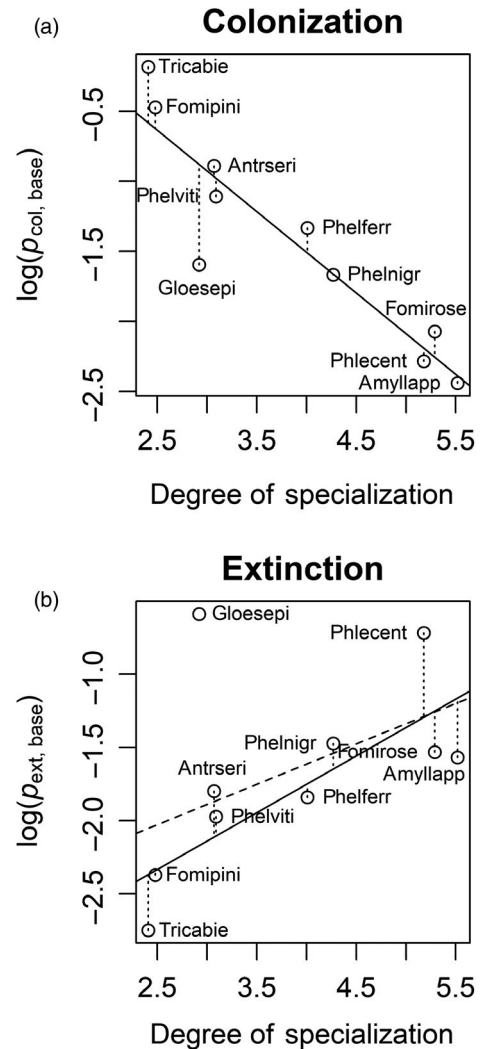 (a)
Colonization
Tricabie
Fomipini
Antrseri
Phelviti
Gloesepi
Phelferr
Phelnigr
Fomirose
Phlecent
Amyllapp
log(pcol, base)
−0.5
−1.5
−2.5
2.5 3.5 4.5 5.5
Degree of specialization
(b)
Extinction
Gloesepi
Phlecent
Phelnigr
Fomirose
Antrseri
Amyllapp
Phelferr
Phelviti
Fomipini
Tricabie
log(pext, base)
−1.0
−1.5
−2.0
−2.5
2.5 3.5 4.5 5.5
Degree of specialization